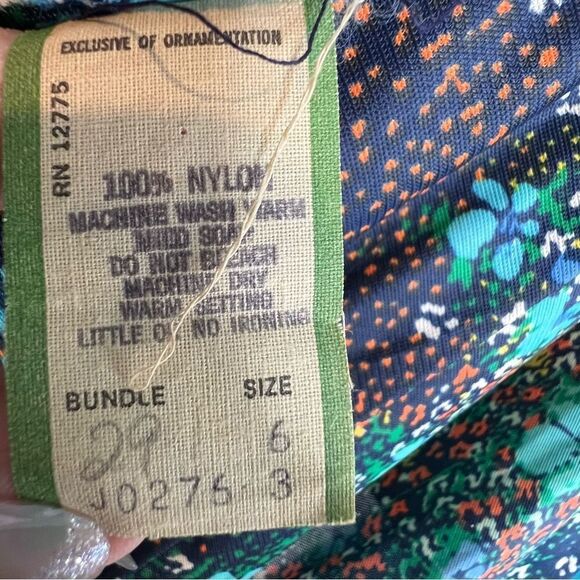 EXCLUSIVE OF ORNAMENTATION
RN 12775
100% NYLON
MACHINE WASH WARM
MILD SOAP
DO NOT BLEACH
MACHINE DRY
WARM SETTING
LITTLE OR NO IRONING
BUNDLE SIZE
29 6
J0275 3